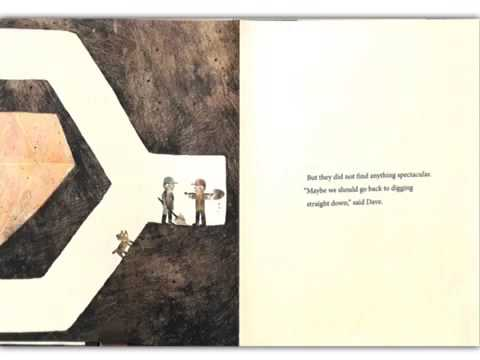 But they did not find anything spectacular.
“Maybe we should go back to digging
straight down,” said Dave.